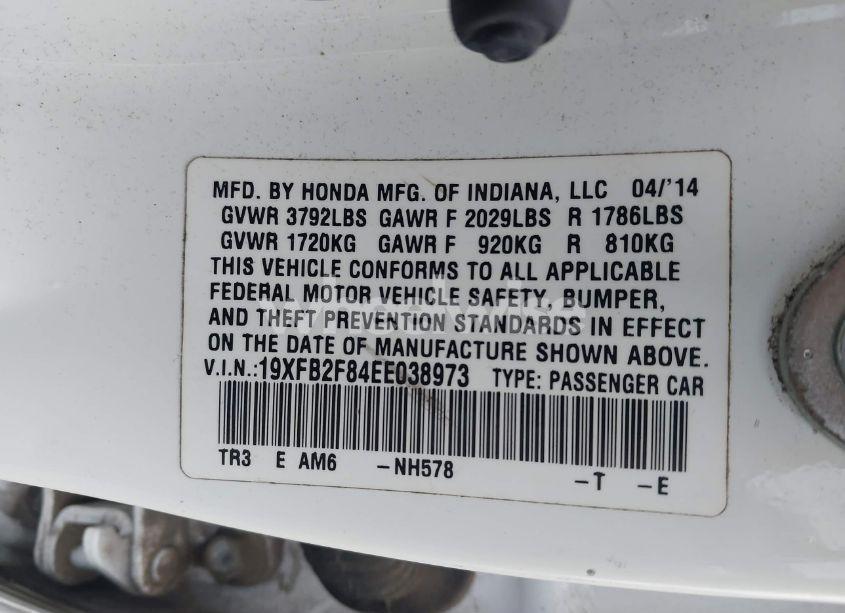 MFD. BY HONDA MFG. OF INDIANA, LLC 04/'14
GVWR 3792LBS GAWR F 2029LBS R 1786LBS
GVWR 1720KG GAWR F 920KG R 810KG
THIS VEHICLE CONFORMS TO ALL APPLICABLE
FEDERAL MOTOR VEHICLE SAFETY, BUMPER,
AND THEFT PREVENTION STANDARDS IN EFFECT
ON THE DATE OF MANUFACTURE SHOWN ABOVE.
V.I.N.:19XFB2F84EE038973 TYPE: PASSENGER CAR
TR3 E AM6 -NH578 -T -E